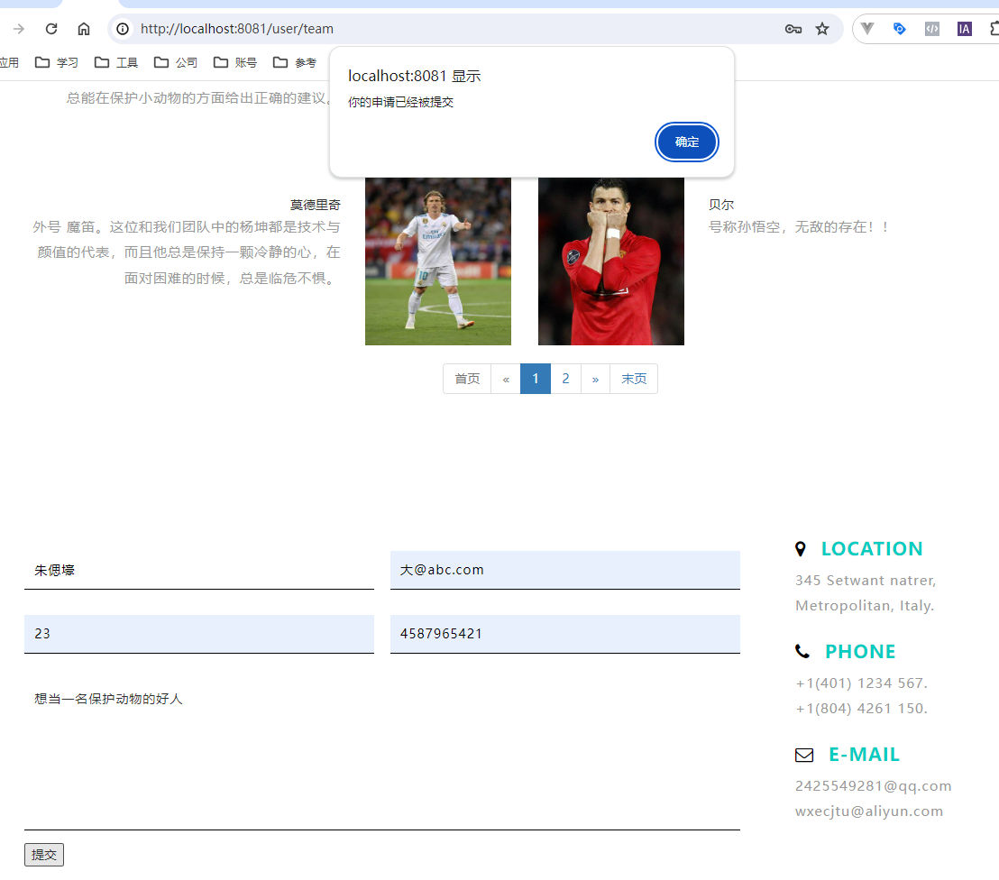 http://localhost:8081/user/team
IA
应用 学习 工具 公司 账号 参考
localhost:8081 显示
你的申请已经被提交
确定
总能在保护小动物的方面给出正确的建议。
莫德里奇
外号 魔笛。这位和我们团队中的杨坤都是技术与
颜值的代表，而且他总是保持一颗冷静的心，在
面对困难的时候，总是临危不惧。
贝尔
号称孙悟空，无敌的存在！！
首页 « 1 2 » 末页
朱偲壕
大@abc.com
23
4587965421
想当一名保护动物的好人
提交
LOCATION
345 Setwant natrer,
Metropolitan, Italy.
PHONE
+1(401) 1234 567.
+1(804) 4261 150.
E-MAIL
2425549281@qq.com
wxecjtu@aliyun.com